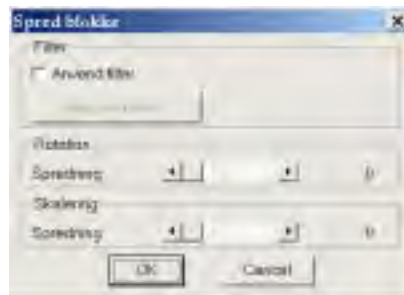 Spred blokke
Filter
Anvend filter
Rotation
Spredning 0
Skalering
Spredning 0
OK Cancel